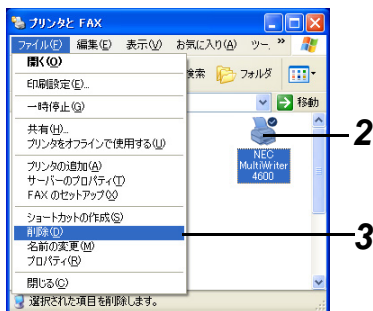 プリンタと FAX
ファイル(F) 編集(E) 表示(V) お気に入り(A) ツー. »
開く(O)
検索 フォルダ
印刷設定(E)...
一時停止(G)
移動
共有(H)...
プリンタをオフラインで使用する(U)
2
NEC
MultiWriter
4600
プリンタの追加(A)
サーバーのプロパティ(T)
FAX のセットアップ(X)
ショートカットの作成(S)
削除(D)
3
名前の変更(M)
プロパティ(R)
閉じる(C)
選択された項目を削除します。